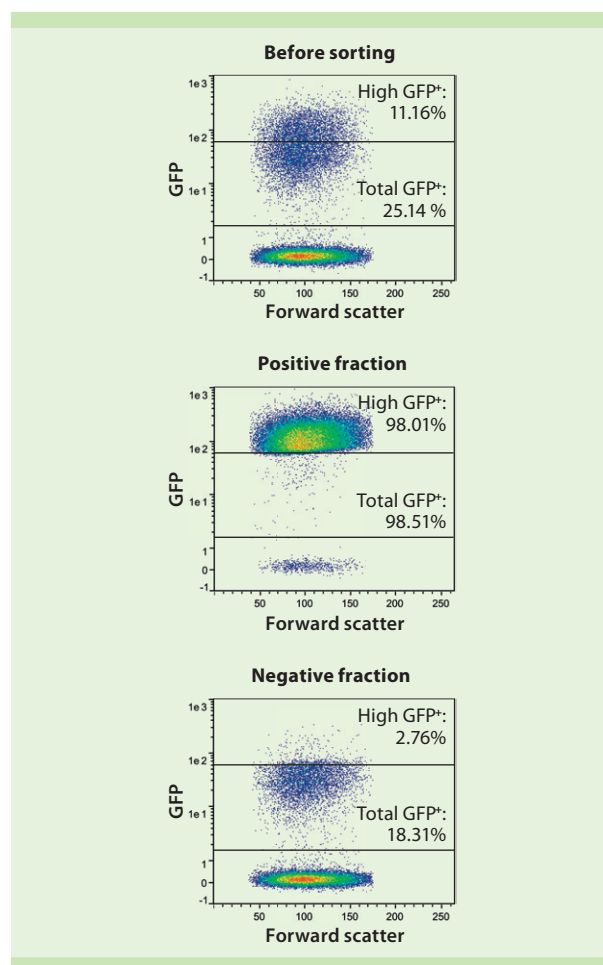 Before sorting
1e3
High GFP+:
11.16%
1e2
GFP
Total GFP+:
1e1
25.14 %
1
0
-1
50 100 150 200 250
Forward scatter
Positive fraction
1e3
High GFP+:
98.01%
1e2
GFP
1e1
Total GFP+:
98.51%
1
0
-1
50 100 150 200 250
Forward scatter
Negative fraction
1e3
High GFP+:
2.76%
1e2
GFP
1e1
Total GFP+:
18.31%
1
0
-1
50 100 150 200 250
Forward scatter